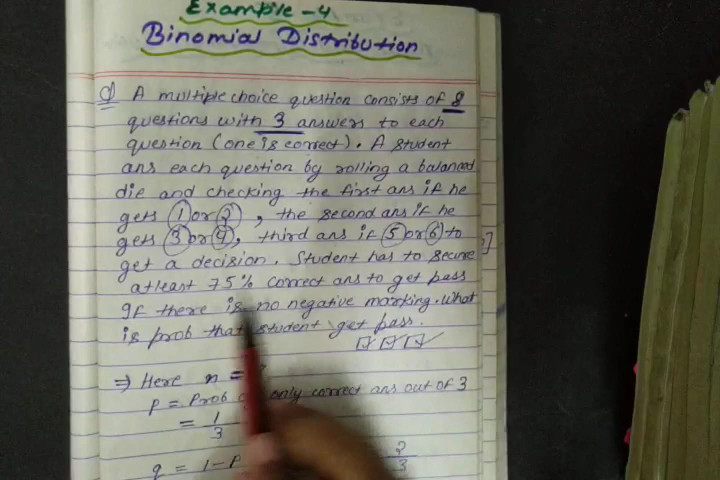 Example-4
Binomial Distribution
Q) A multiple choice question consists of 8
questions with 3 answers to each
question (one is correct). A student
ans each question by rolling a balanced
die and checking the first ans if he
gets 1 or 2, the second ans if he
gets 3 or 4, third ans if 5 or 6 to
get a decision. Student has to secure
atleast 75% correct ans to get pass
If there is no negative marking. What
is prob that student get pass.
⇒ Here n =
P = Prob of only correct ans out of 3
= 1/3
q = 1-P 2/3